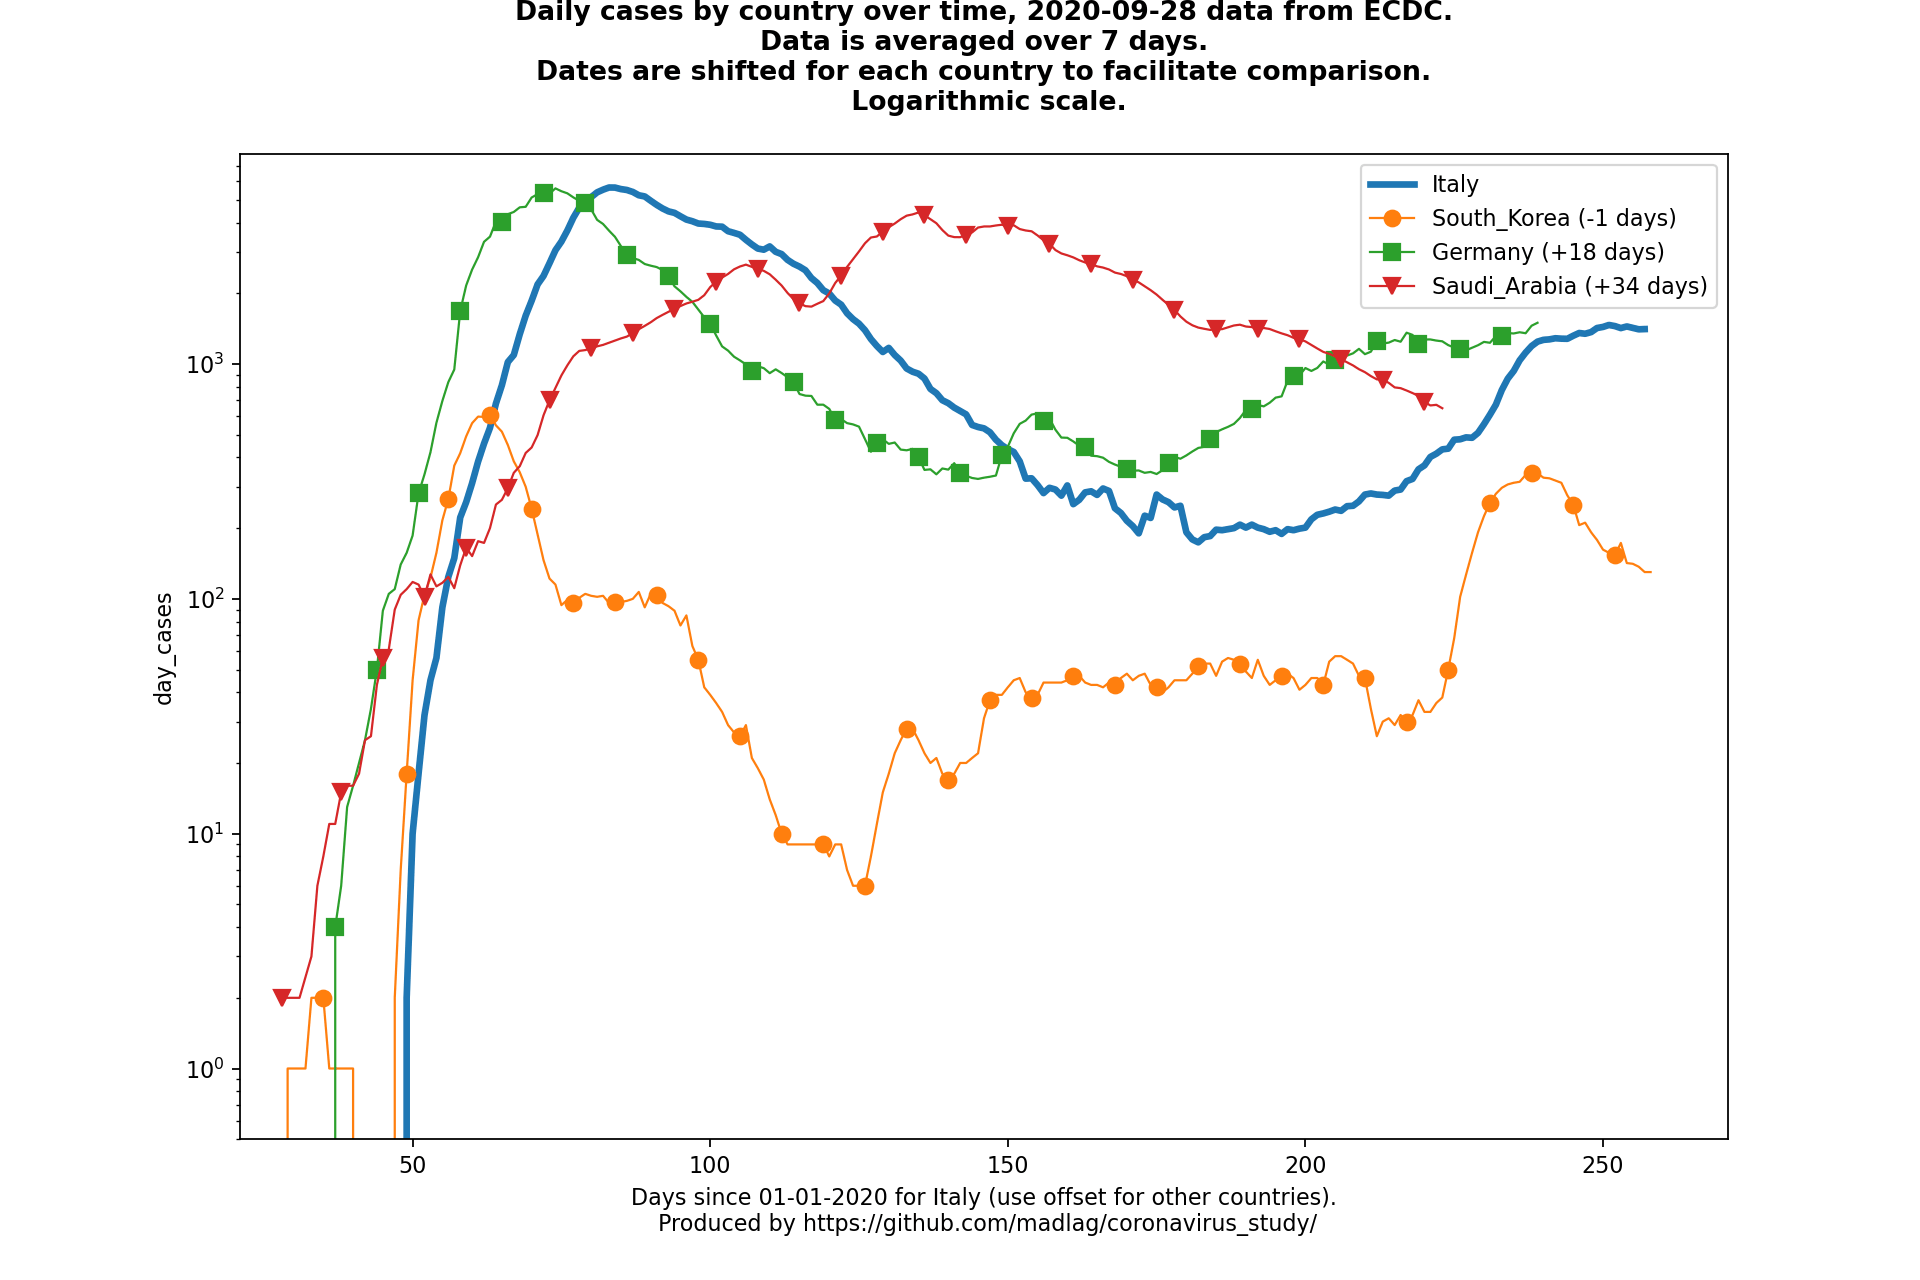 Daily cases by country over time, 2020-09-28 data from ECDC.
Data is averaged over 7 days.
Dates are shifted for each country to facilitate comparison.
Logarithmic scale.
Italy
South_Korea (-1 days)
Germany (+18 days)
Saudi_Arabia (+34 days)
day_cases
10³
10²
10¹
10⁰
50 100 150 200 250
Days since 01-01-2020 for Italy (use offset for other countries).
Produced by https://github.com/madlag/coronavirus_study/